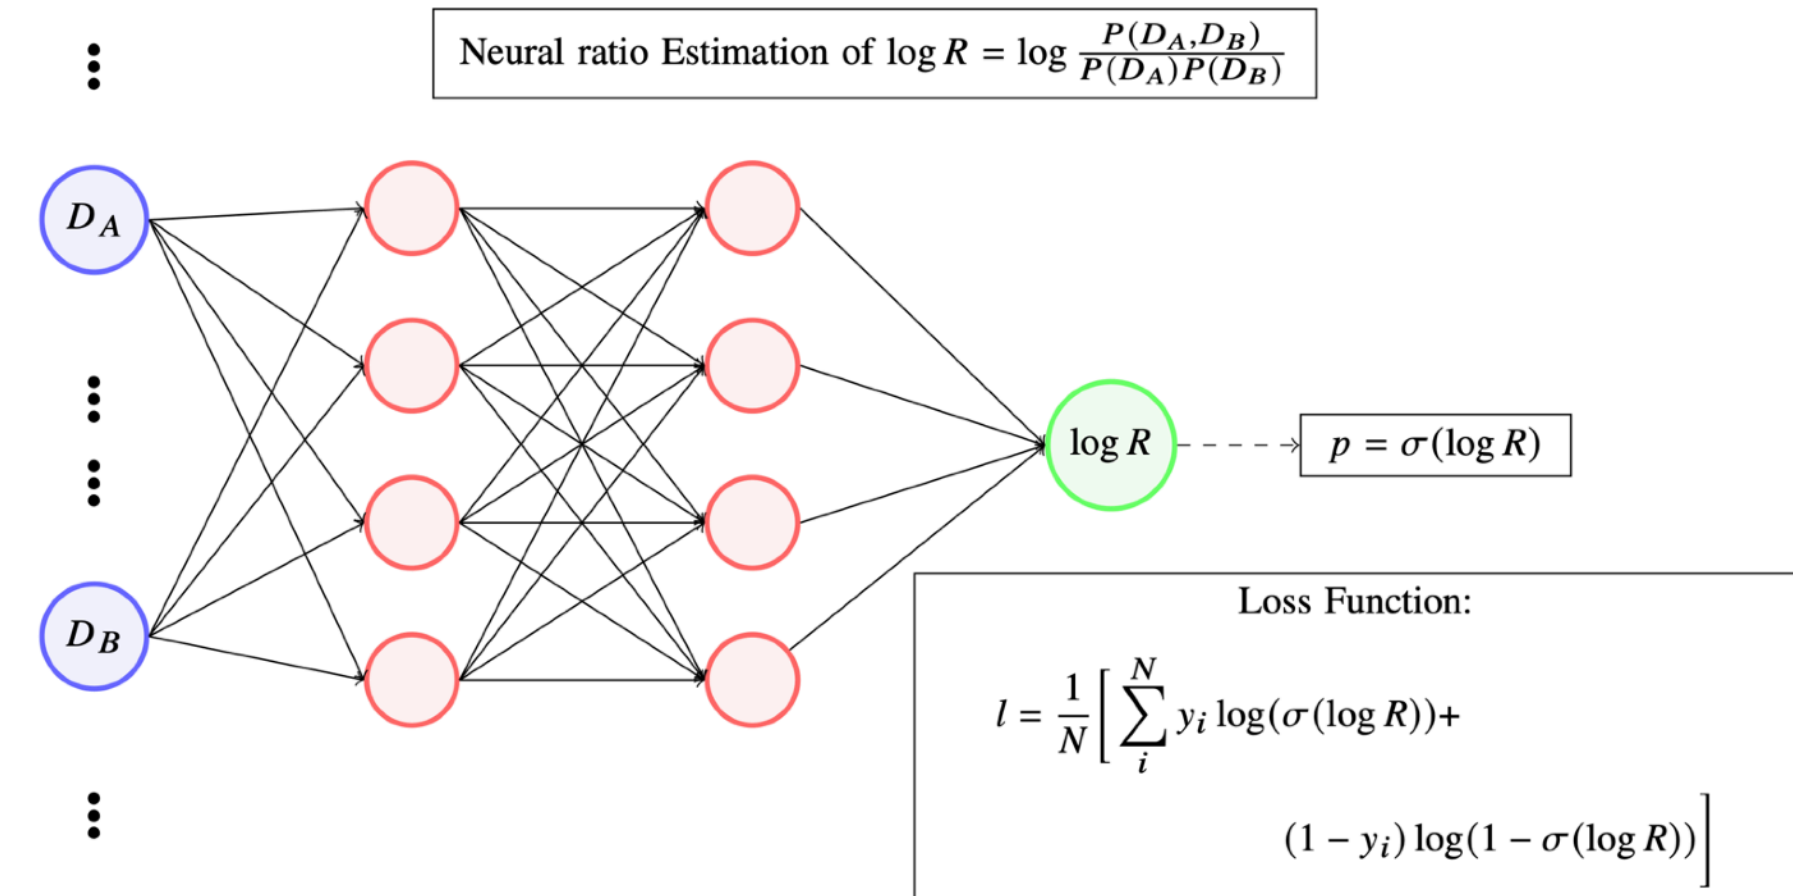 Neural ratio Estimation of log R = log P(D_A,D_B) / P(D_A)P(D_B)
D_A
D_B
log R
p = σ(log R)
Loss Function:
l = 1/N [ ∑_i^N y_i log(σ(log R))+
(1 − y_i) log(1 − σ(log R)) ]